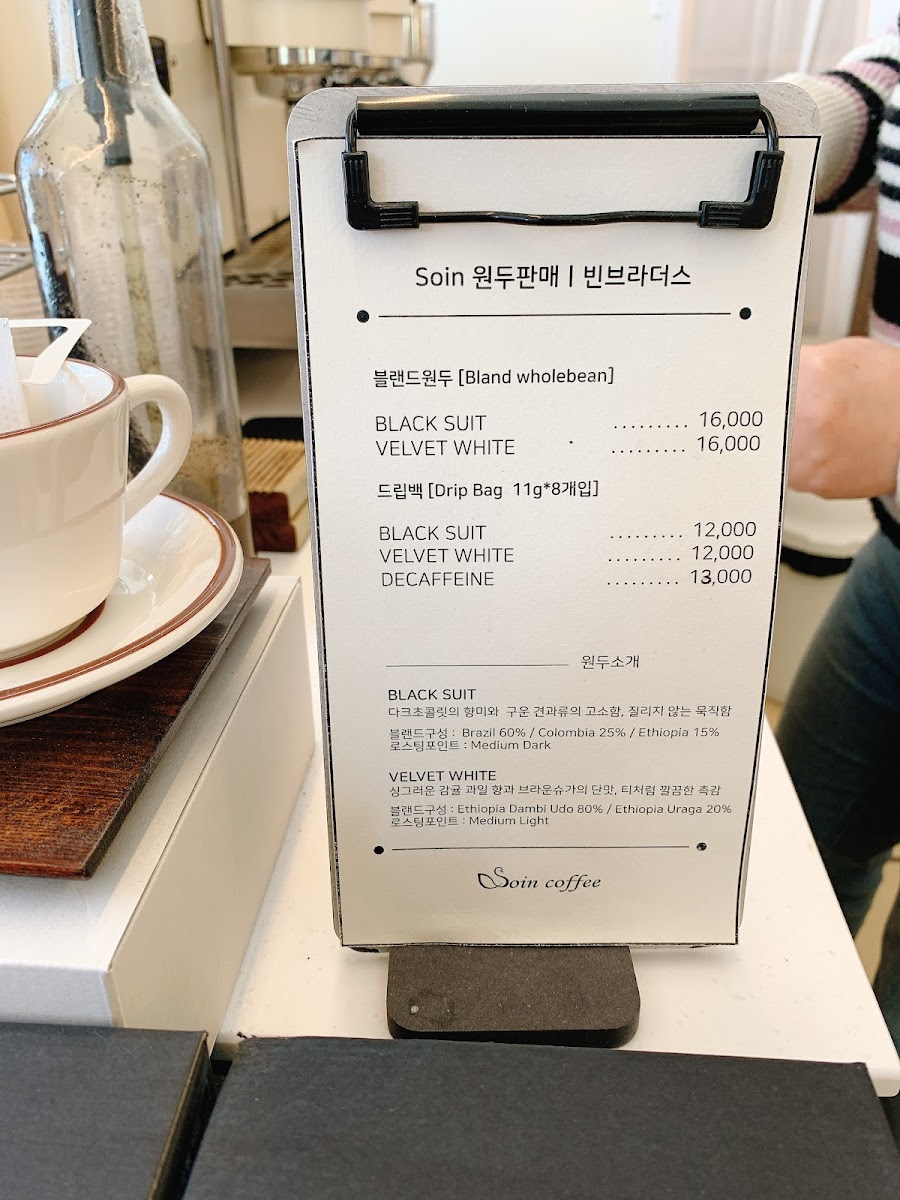 Soin 원두판매 | 빈브라더스
블랜드원두 [Bland wholebean]
BLACK SUIT ......... 16,000
VELVET WHITE ......... 16,000
드립백 [Drip Bag 11g*8개입]
BLACK SUIT ......... 12,000
VELVET WHITE ......... 12,000
DECAFFEINE ......... 13,000
원두소개
BLACK SUIT
다크초콜릿의 향미와 구운 견과류의 고소함, 질리지 않는 묵직함
블랜드구성 : Brazil 60% / Colombia 25% / Ethiopia 15%
로스팅포인트 : Medium Dark
VELVET WHITE
싱그러운 감귤 과일 향과 브라운슈가의 단맛, 티처럼 깔끔한 촉감
블랜드구성 : Ethiopia Dambi Udo 80% / Ethiopia Uraga 20%
로스팅포인트 : Medium Light
Soin coffee